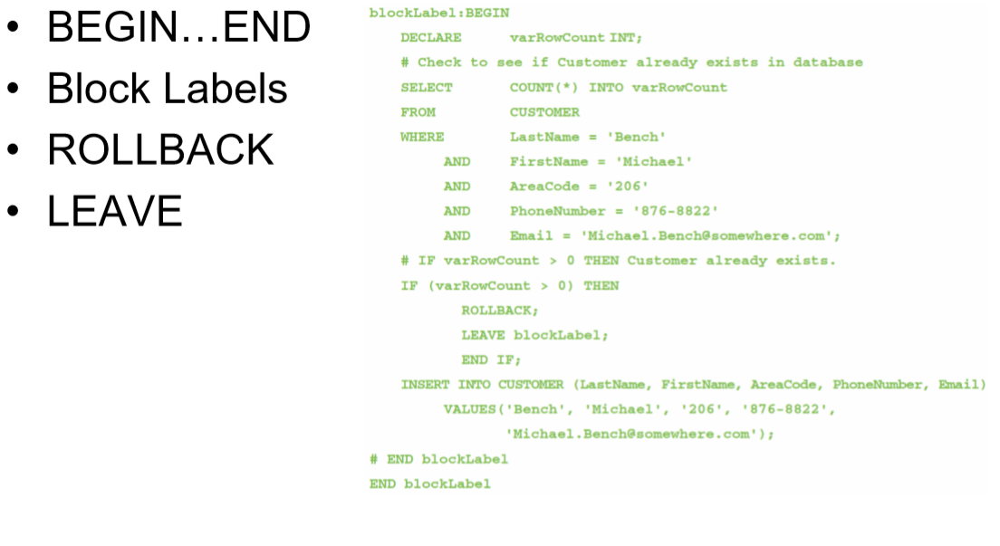 • BEGIN…END
• Block Labels
• ROLLBACK
• LEAVE
blockLabel:BEGIN
DECLARE varRowCount INT;
# Check to see if Customer already exists in database
SELECT COUNT(*) INTO varRowCount
FROM CUSTOMER
WHERE LastName = 'Bench'
AND FirstName = 'Michael'
AND AreaCode = '206'
AND PhoneNumber = '876-8822'
AND Email = 'Michael.Bench@somewhere.com';
# IF varRowCount > 0 THEN Customer already exists.
IF (varRowCount > 0) THEN
ROLLBACK;
LEAVE blockLabel;
END IF;
INSERT INTO CUSTOMER (LastName, FirstName, AreaCode, PhoneNumber, Email)
VALUES('Bench', 'Michael', '206', '876-8822',
'Michael.Bench@somewhere.com');
# END blockLabel
END blockLabel